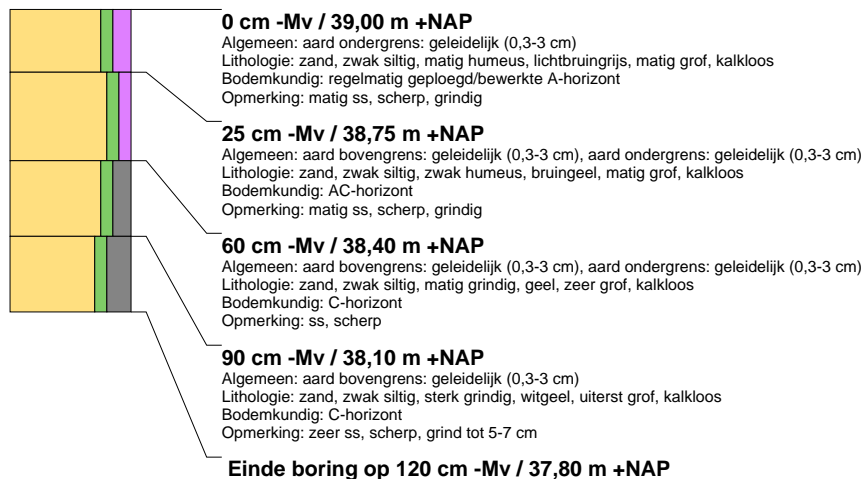 0 cm -Mv / 39,00 m +NAP
Algemeen: aard ondergrens: geleidelijk (0,3-3 cm)
Lithologie: zand, zwak siltig, matig humeus, lichtbruingrijs, matig grof, kalkloos
Bodemkundig: regelmatig geploegd/bewerkte A-horizont
Opmerking: matig ss, scherp, grindig
25 cm -Mv / 38,75 m +NAP
Algemeen: aard bovengrens: geleidelijk (0,3-3 cm), aard ondergrens: geleidelijk (0,3-3 cm)
Lithologie: zand, zwak siltig, zwak humeus, bruingeel, matig grof, kalkloos
Bodemkundig: AC-horizont
Opmerking: matig ss, scherp, grindig
60 cm -Mv / 38,40 m +NAP
Algemeen: aard bovengrens: geleidelijk (0,3-3 cm), aard ondergrens: geleidelijk (0,3-3 cm)
Lithologie: zand, zwak siltig, matig grindig, geel, zeer grof, kalkloos
Bodemkundig: C-horizont
Opmerking: ss, scherp
90 cm -Mv / 38,10 m +NAP
Algemeen: aard bovengrens: geleidelijk (0,3-3 cm)
Lithologie: zand, zwak siltig, sterk grindig, witgeel, uiterst grof, kalkloos
Bodemkundig: C-horizont
Opmerking: zeer ss, scherp, grind tot 5-7 cm
Einde boring op 120 cm -Mv / 37,80 m +NAP